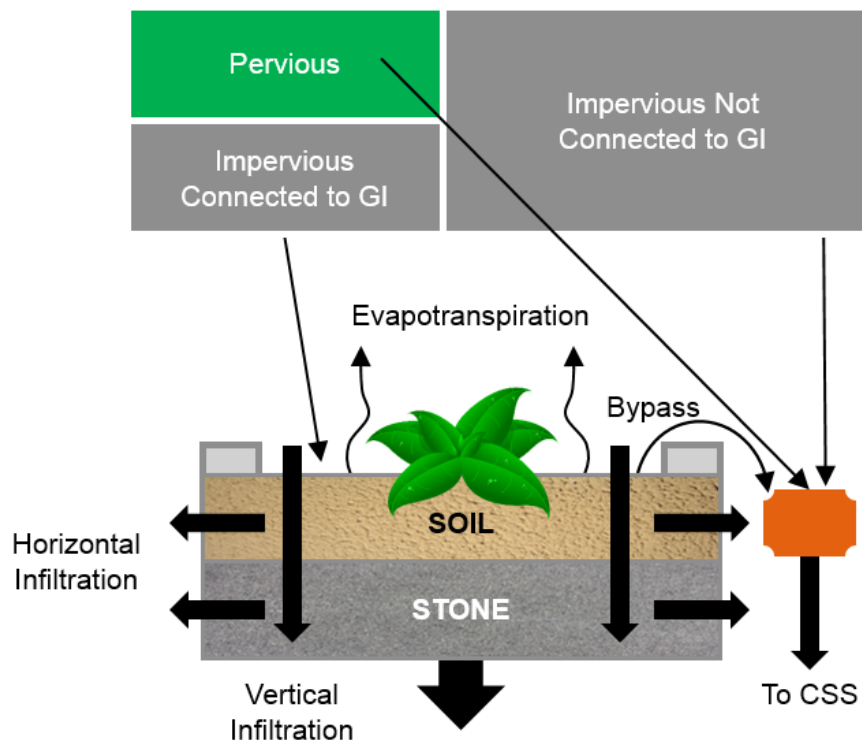 Pervious
Impervious Not
Connected to GI
Impervious
Connected to GI
Evapotranspiration
Bypass
SOIL
Horizontal
Infiltration
STONE
Vertical
Infiltration
To CSS